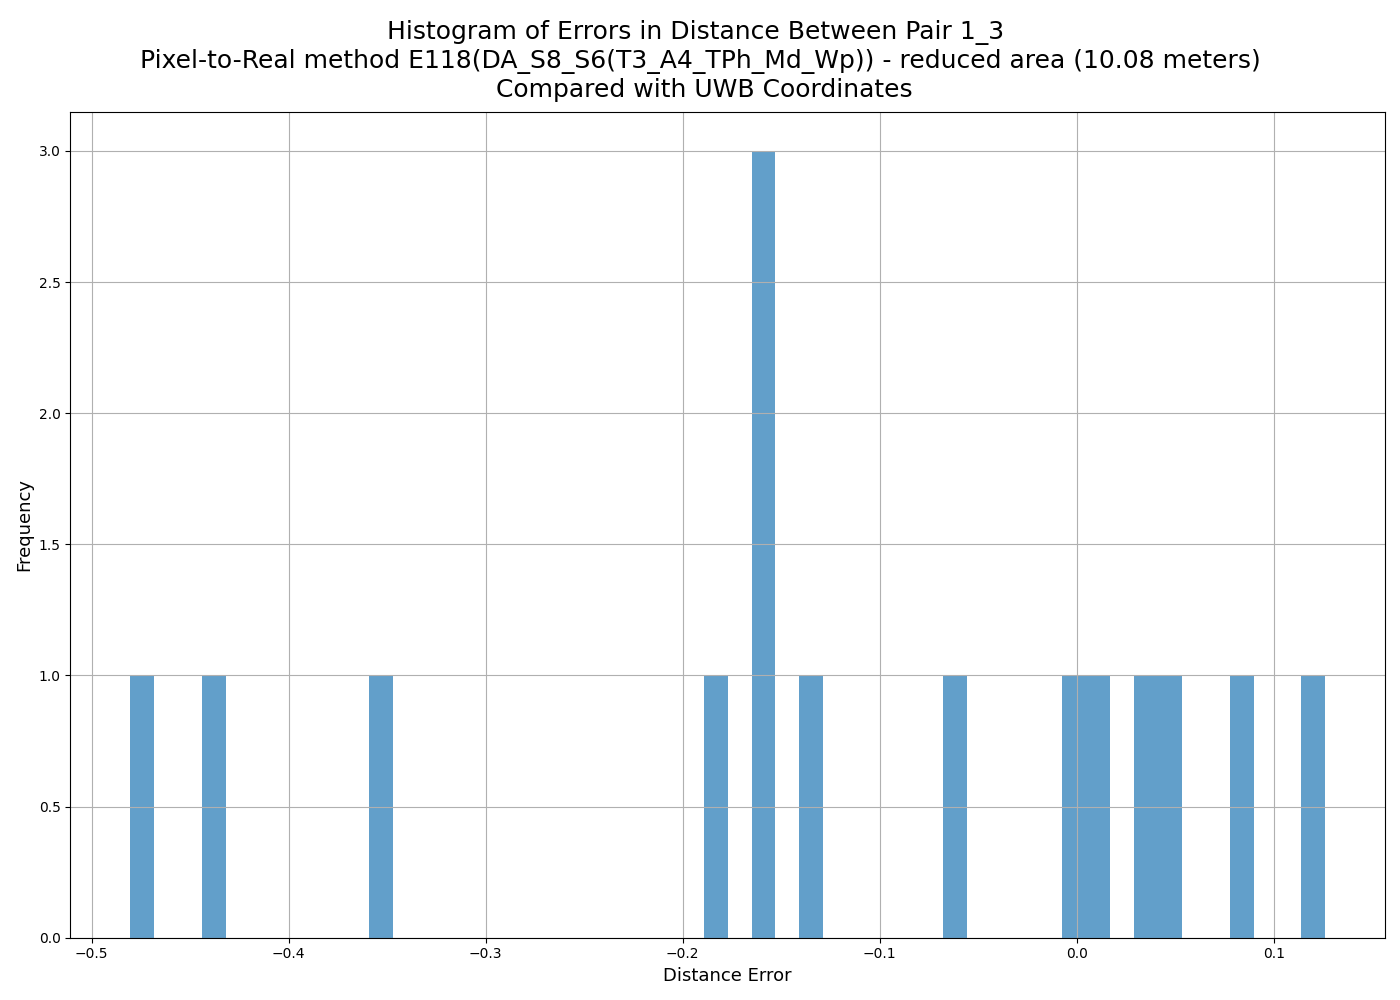 Histogram of Errors in Distance Between Pair 1_3
Pixel-to-Real method E118(DA_S8_S6(T3_A4_TPh_Md_Wp)) - reduced area (10.08 meters)
Compared with UWB Coordinates
3.0
2.5
2.0
1.5
1.0
0.5
0.0
Frequency
−0.5 −0.4 −0.3 −0.2 −0.1 0.0 0.1
Distance Error